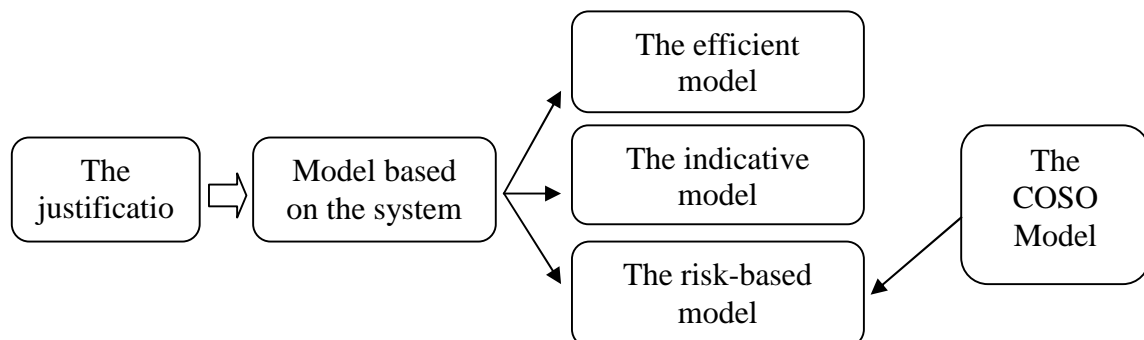 The
justificatio
Model based
on the system
The efficient
model
The indicative
model
The risk-based
model
The
COSO
Model